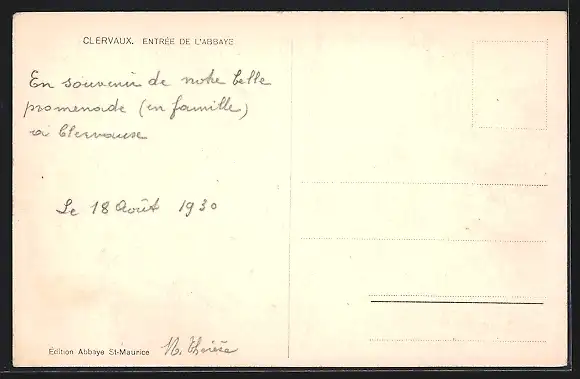 CLERVAUX. ENTRÉE DE L'ABBAYE
En souvenir de notre belle
promenade (en famille)
à Clervaux
Le 18 Août 1930
Edition Abbaye St-Maurice
M. Thérèse